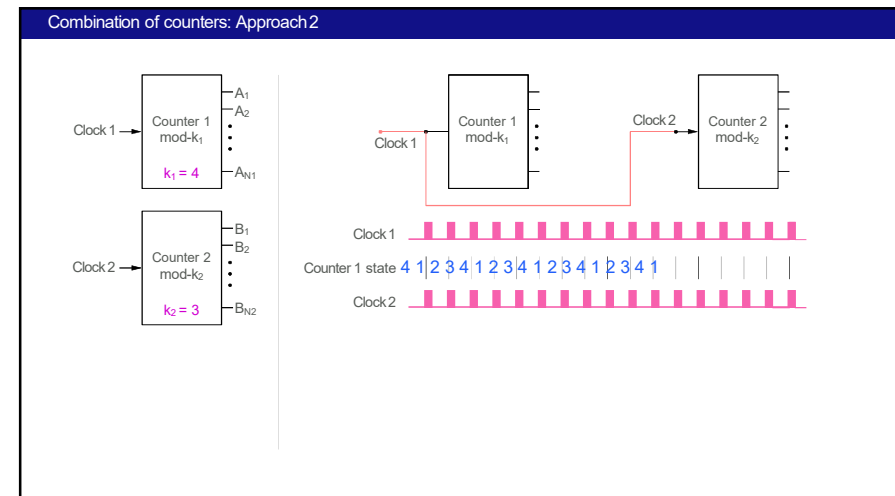 Combination of counters: Approach 2
Clock 1
Counter 1
mod-k₁
k₁ = 4
A₁
A₂
A_N1
Clock 2
Counter 2
mod-k₂
k₂ = 3
B₁
B₂
B_N2
Clock 1
Counter 1
mod-k₁
Clock 2
Counter 2
mod-k₂
Clock 1
Counter 1 state 4 1 2 3 4 1 2 3 4 1 2 3 4 1 2 3 4 1
Clock 2